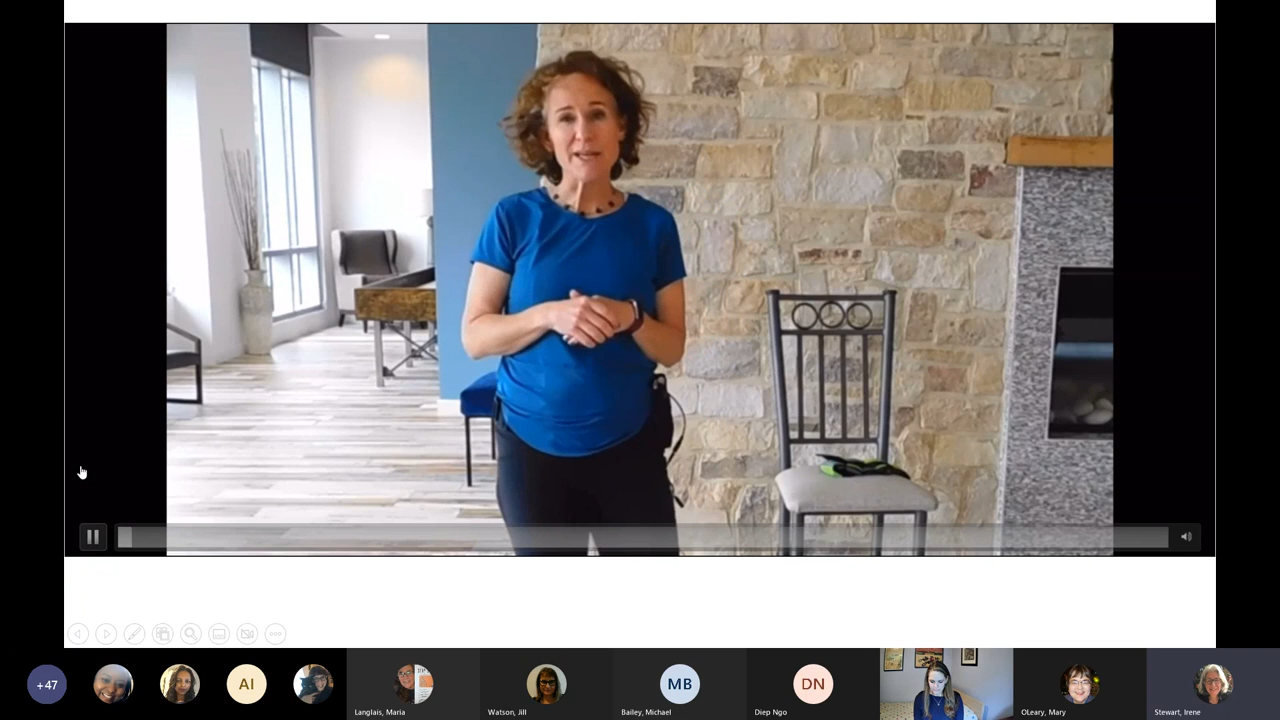 +47
AI
Langlais, Maria
Watson, Jill
MB
Bailey, Michael
DN
Diep Ngo
OLeary, Mary
Stewart, Irene